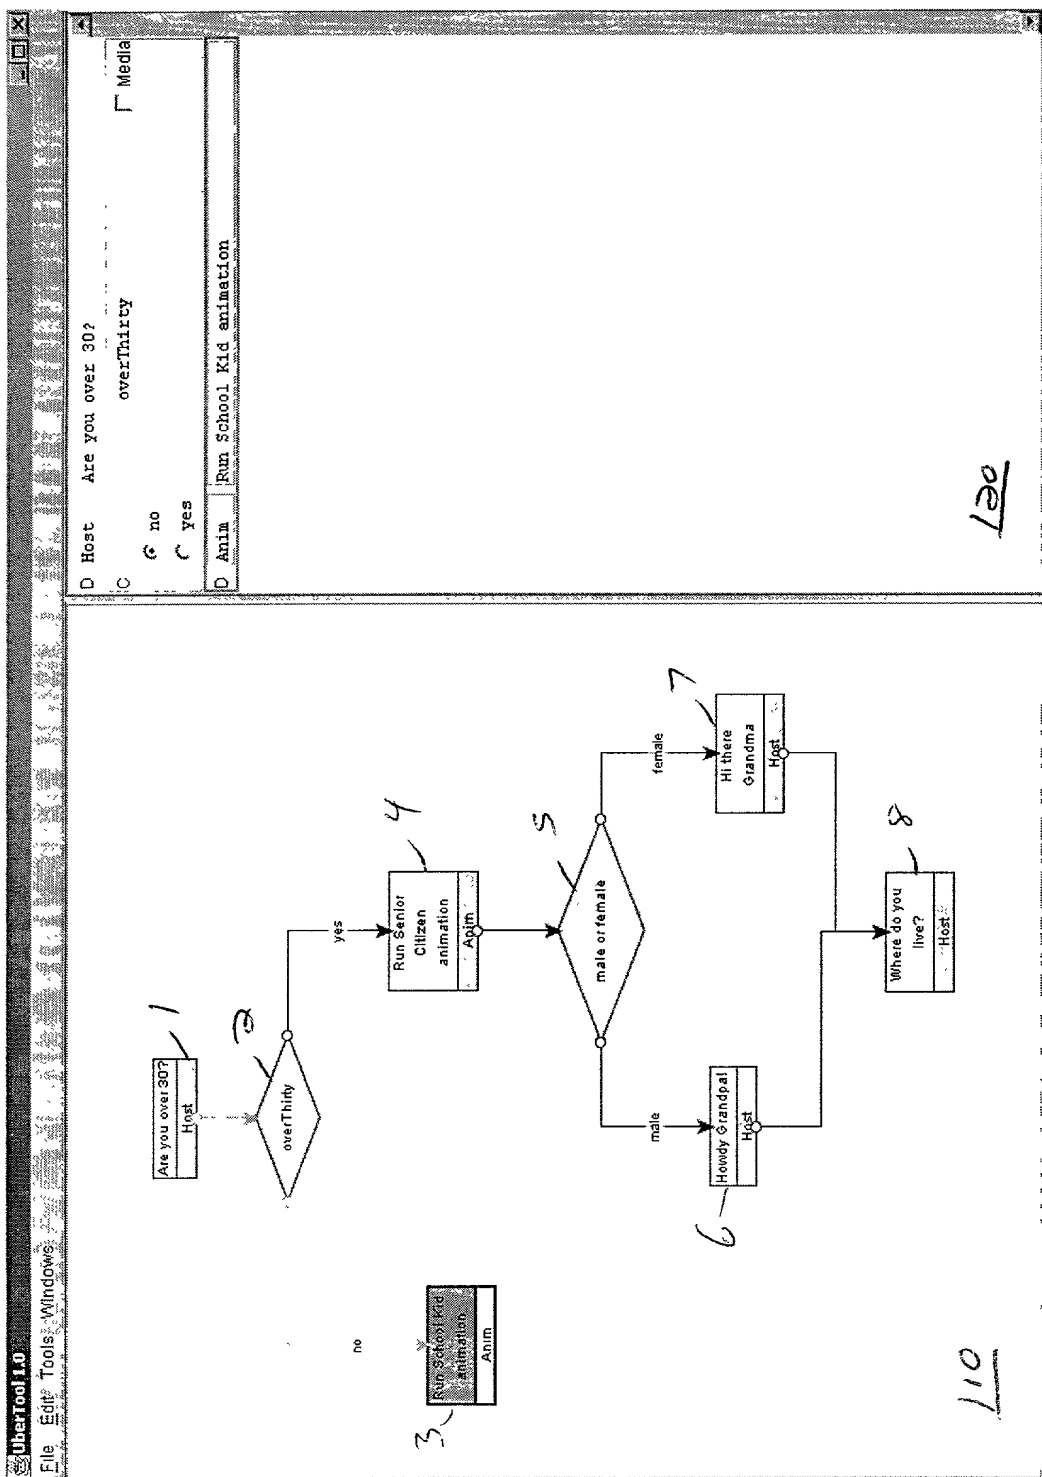 UberTool 1.0
File Edit Tools Windows
Are you over 30?
Host
1
overThirty
2
no
yes
Run School Kid
animation
Anim
3
Run Senior
Citizen
animation
Anim
4
male or female
5
male
female
Howdy Grandpa!
Host
6
Hi there
Grandma
Host
7
Where do you
live?
Host
8
110
D Host Are you over 30?
C overThirty Media
no
yes
D Anim Run School Kid animation
120